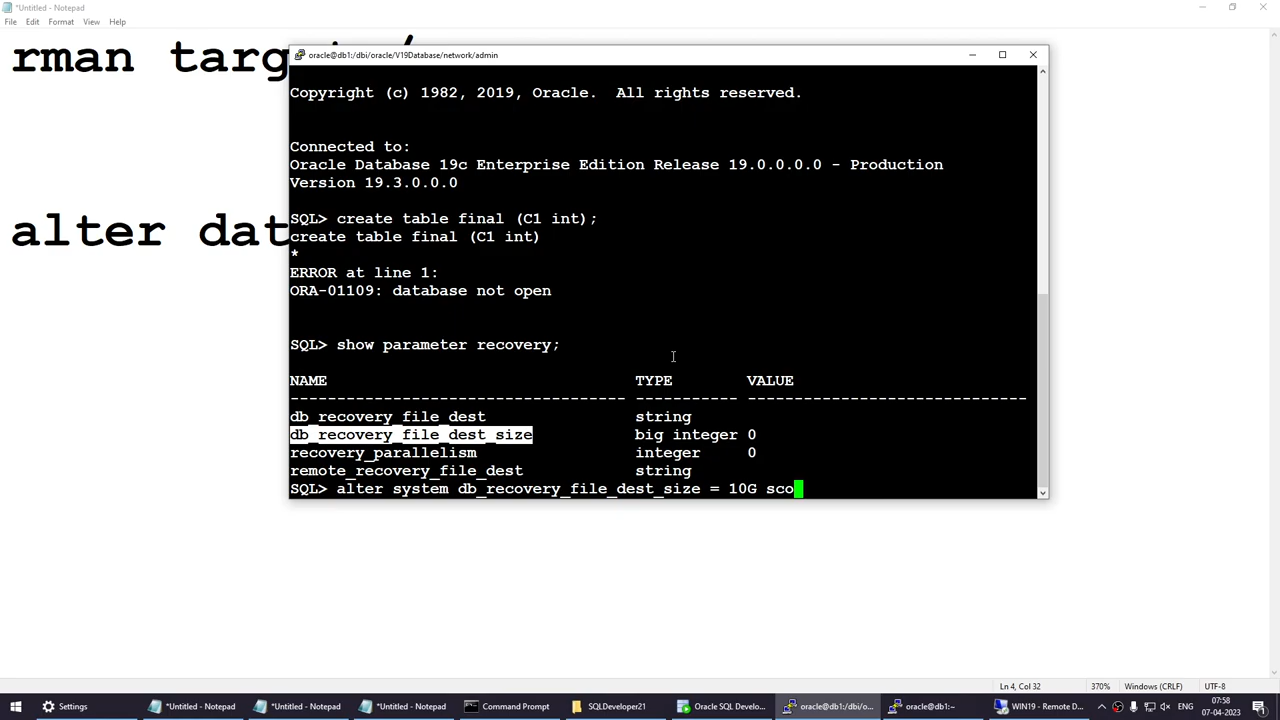 *Untitled - Notepad
File Edit Format View Help
rman targ
alter dat
oracle@db1:/dbi/oracle/V19Database/network/admin
Copyright (c) 1982, 2019, Oracle.  All rights reserved.
Connected to:
Oracle Database 19c Enterprise Edition Release 19.0.0.0.0 - Production
Version 19.3.0.0.0
SQL> create table final (C1 int);
create table final (C1 int)
*
ERROR at line 1:
ORA-01109: database not open
SQL> show parameter recovery;
NAME TYPE VALUE
------------------------------------ ----------- ------------------------------
db_recovery_file_dest string
db_recovery_file_dest_size big integer 0
recovery_parallelism integer 0
remote_recovery_file_dest string
SQL> alter system db_recovery_file_dest_size = 10G sco
Ln 4, Col 32 370% Windows (CRLF) UTF-8
Settings *Untitled - Notepad *Untitled - Notepad *Untitled - Notepad Command Prompt SQLDeveloper21 Oracle SQL Develo... oracle@db1:/dbi/o... oracle@db1:~ WIN19 - Remote D... ENG 07:58
07-04-2023 1